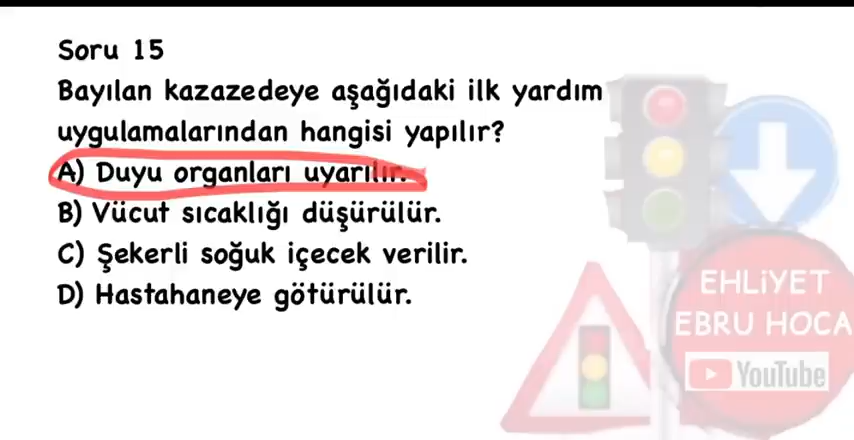 Soru 15
Bayılan kazazedeye aşağıdaki ilk yardım
uygulamalarından hangisi yapılır?
A) Duyu organları uyarılır.
B) Vücut sıcaklığı düşürülür.
C) Şekerli soğuk içecek verilir.
D) Hastahaneye götürülür.
EHLİYET
EBRU HOCA
YouTube